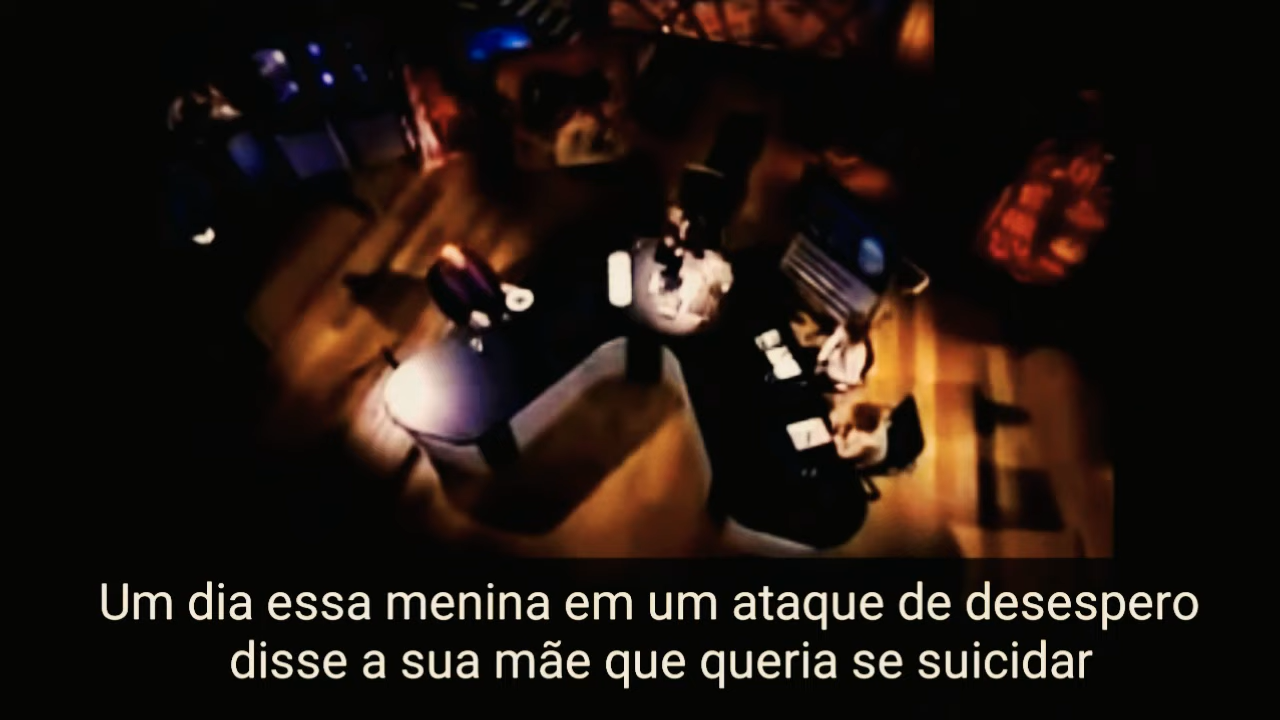 Um dia essa menina em um ataque de desespero
disse a sua mãe que queria se suicidar